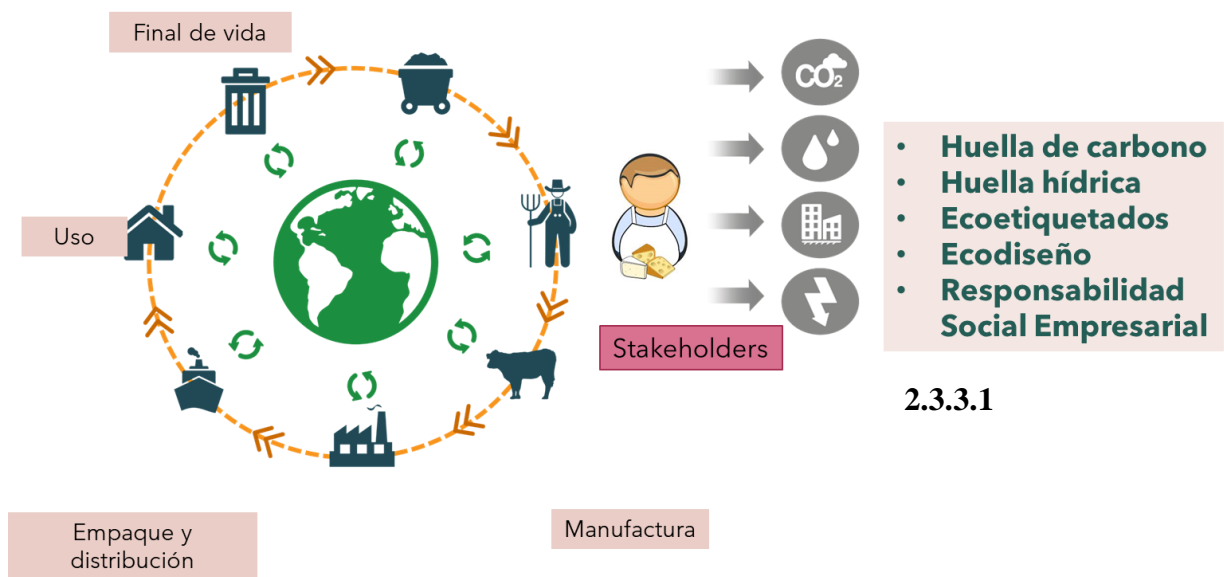 Final de vida
Uso
Empaque y
distribución
Manufactura
Stakeholders
CO2
• Huella de carbono
• Huella hídrica
• Ecoetiquetados
• Ecodiseño
• Responsabilidad
Social Empresarial
2.3.3.1